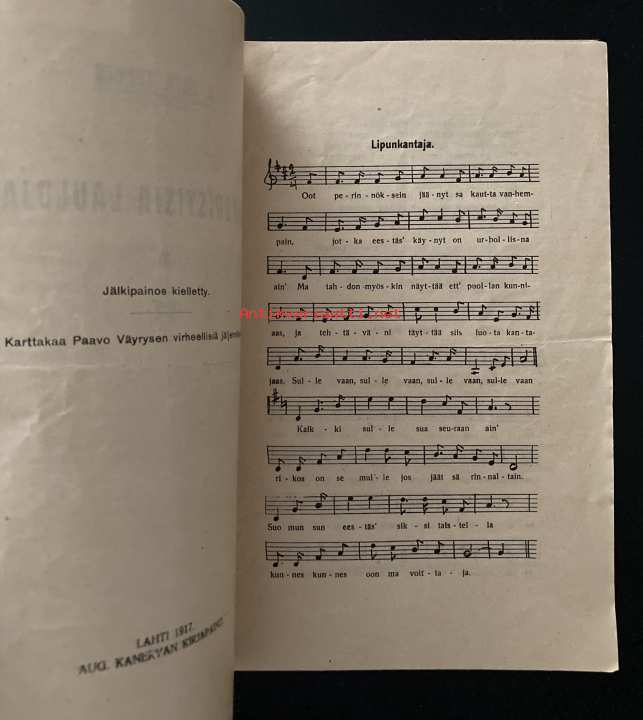 Jälkipainos kielletty.
Karttakaa Paavo Väyrysen virheellisiä
LAHTI 1917.
AUG. KANERVAN KIRJAPAINO
Lipunkantaja.
Oot pe - rin - nök - sein jää - nyt sa kaut - ta van - hem -
pain, jot - ka ees - täs' käy - nyt on ur - hol - lis - na
ain' Ma tah - don myös - kin näyt - tää ett' puol - lan kun - ni -
aas, ja teh - tä - vä - ni täyt - tää siis luo - ta kan - ta -
jaas. Sul - le vaan, sul - le vaan, sul - le vaan, sul - le vaan
Kaik - ki sul - le sua seu - raan ain'
ri - kos on se mul - le jos jäät sä rin - nal - tain.
Suo mun sun ees - täs' sik - si tais - tel - la
kun - nes kun - nes oon ma voit - ta - ja.